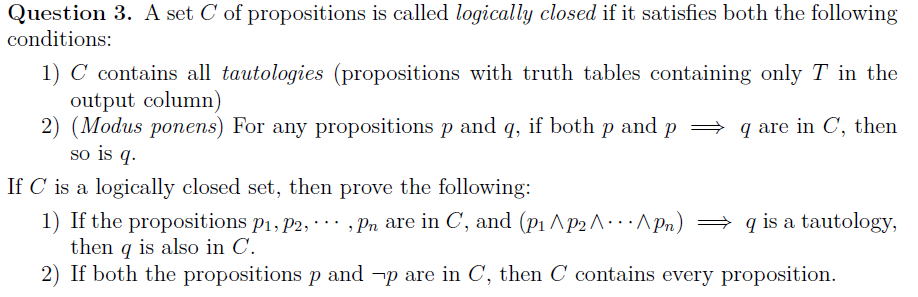 Question 3. A set C of propositions is called logically closed if it satisfies both the following
conditions:
1) C contains all tautologies (propositions with truth tables containing only T in the
output column)
2) (Modus ponens) For any propositions p and q, if both p and p ⟹ q are in C, then
so is q.
If C is a logically closed set, then prove the following:
1) If the propositions p₁, p₂, ⋯ , pₙ are in C, and (p₁ ∧ p₂ ∧ ⋯ ∧ pₙ) ⟹ q is a tautology,
then q is also in C.
2) If both the propositions p and ¬p are in C, then C contains every proposition.